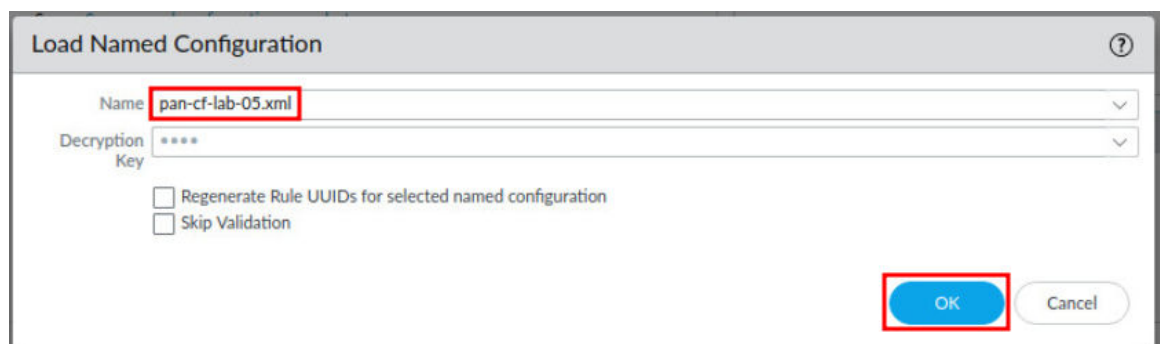 Load Named Configuration
Name pan-cf-lab-05.xml
Decryption ••••
Key
Regenerate Rule UUIDs for selected named configuration
Skip Validation
OK Cancel